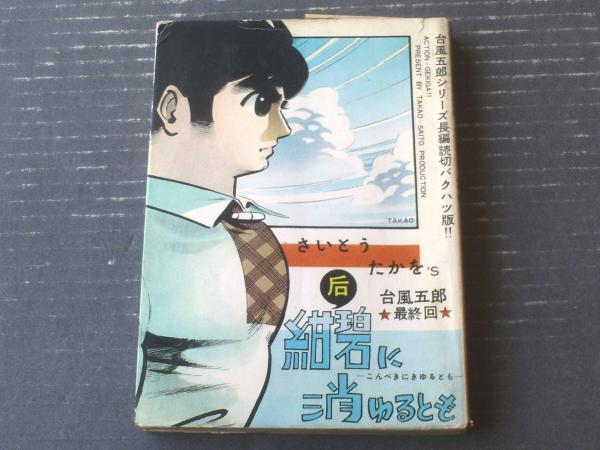 台風五郎シリーズ長編読切バクハツ版!!
ACTION-GEKIGA!!
PRESENT BY TAKAO-SAITO PRODUCTION
TAKAO
さいとう
たかを'S
台風五郎
★最終回★
后
紺碧に
―こんぺきにきゆるとも―
消ゆるとも